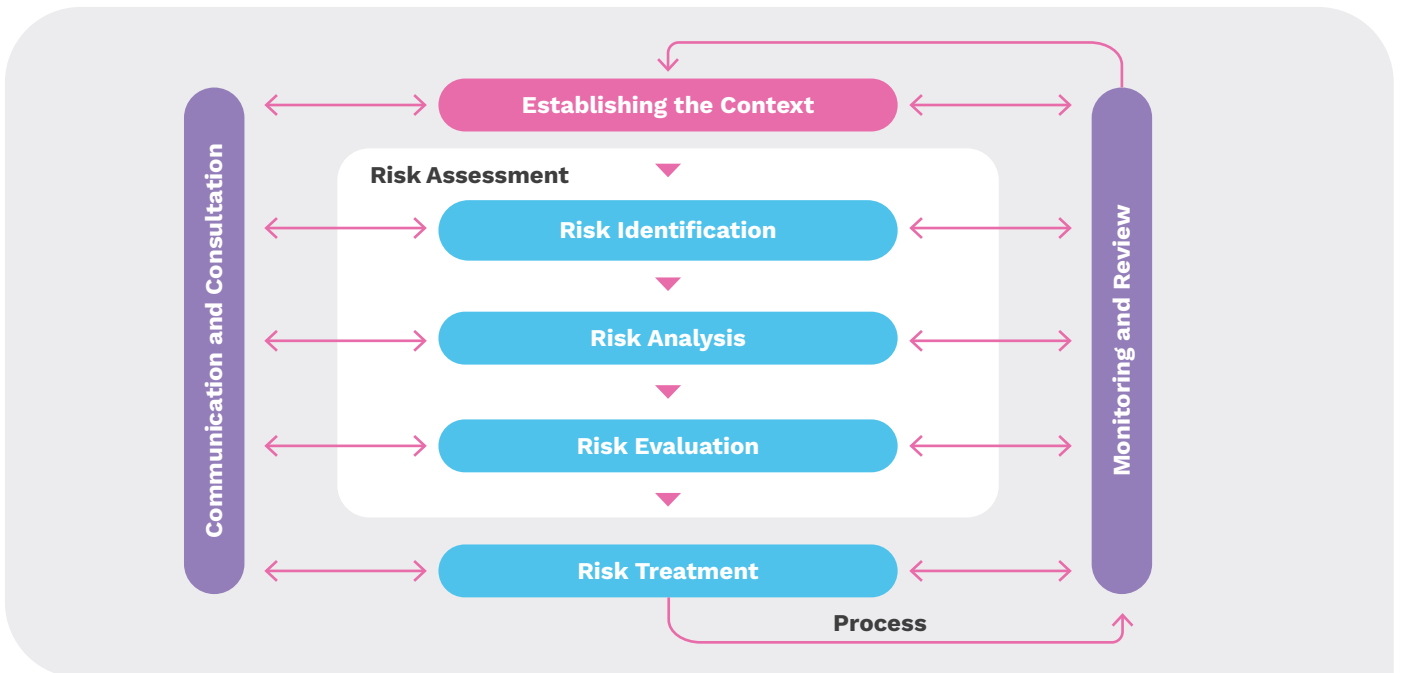 Establishing the Context
Risk Assessment
Risk Identification
Risk Analysis
Risk Evaluation
Risk Treatment
Process
Communication and Consultation
Monitoring and Review